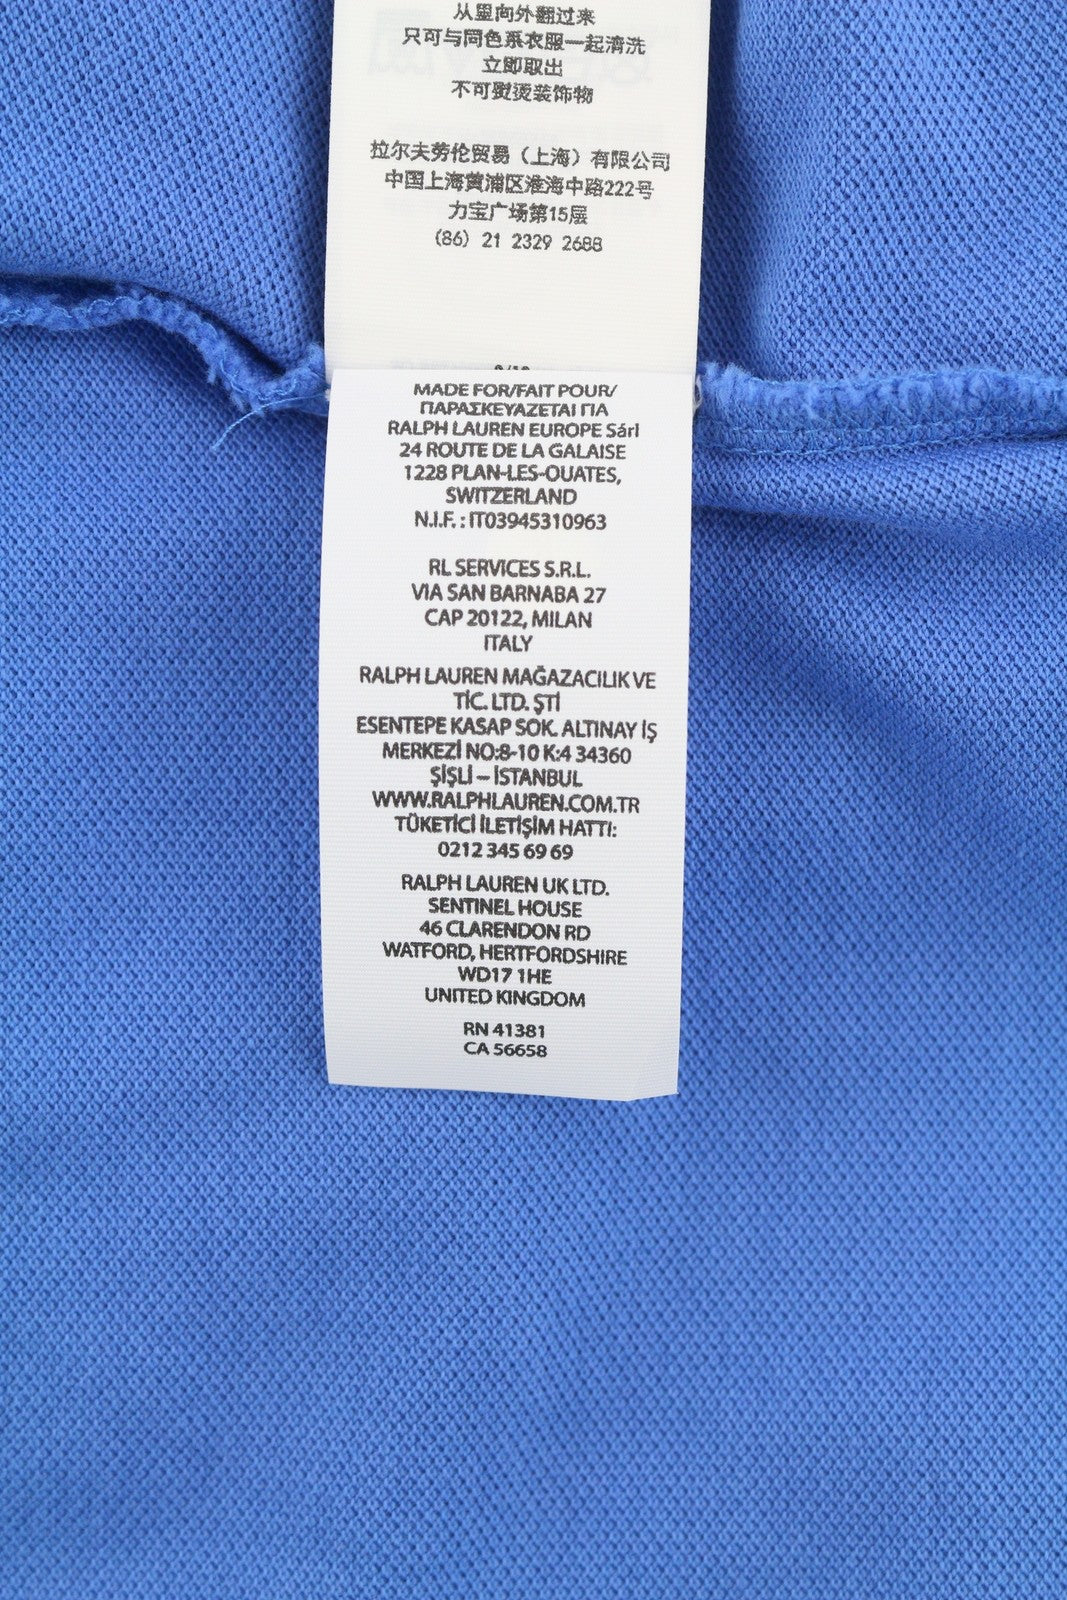 从里向外翻过来
只可与同色系衣服一起清洗
立即取出
不可熨烫装饰物
拉尔夫劳伦贸易（上海）有限公司
中国上海黄浦区淮海中路222号
力宝广场第15层
(86) 21 2329 2688
MADE FOR/FAIT POUR/
ΠΑΡΑΣΚΕΥΑΖΕΤΑΙ ΓΙΑ
RALPH LAUREN EUROPE Sárl
24 ROUTE DE LA GALAISE
1228 PLAN-LES-OUATES,
SWITZERLAND
N.I.F. : IT03945310963
RL SERVICES S.R.L.
VIA SAN BARNABA 27
CAP 20122, MILAN
ITALY
RALPH LAUREN MAĞAZACILIK VE
TİC. LTD. ŞTİ
ESENTEPE KASAP SOK. ALTINAY İŞ
MERKEZİ NO:8-10 K:4 34360
ŞİŞLİ – İSTANBUL
WWW.RALPHLAUREN.COM.TR
TÜKETİCİ İLETİŞİM HATTI:
0212 345 69 69
RALPH LAUREN UK LTD.
SENTINEL HOUSE
46 CLARENDON RD
WATFORD, HERTFORDSHIRE
WD17 1HE
UNITED KINGDOM
RN 41381
CA 56658